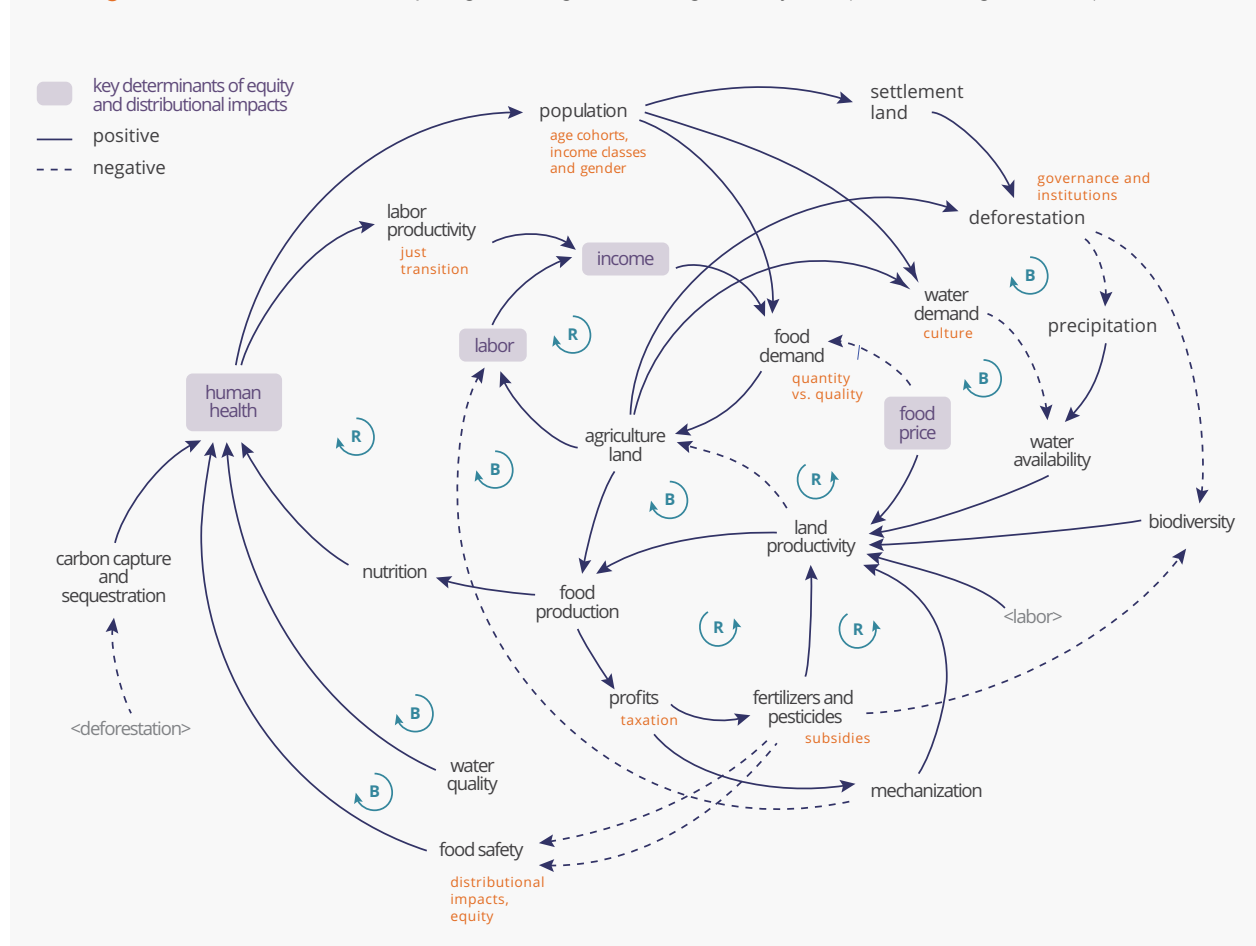 key determinants of equity
and distributional impacts
positive
negative
population
age cohorts,
income classes
and gender
settlement
land
governance and
institutions
deforestation
labor
productivity
just
transition
income
water
demand
culture
precipitation
labor
food
demand
quantity
vs. quality
human
health
food
price
agriculture
land
water
availability
land
productivity
biodiversity
carbon capture
and
sequestration
nutrition
food
production
<labor>
profits
taxation
fertilizers and
pesticides
subsidies
<deforestation>
water
quality
mechanization
food safety
distributional
impacts,
equity
B
R
B
R
B
R
B
R
R
B
B